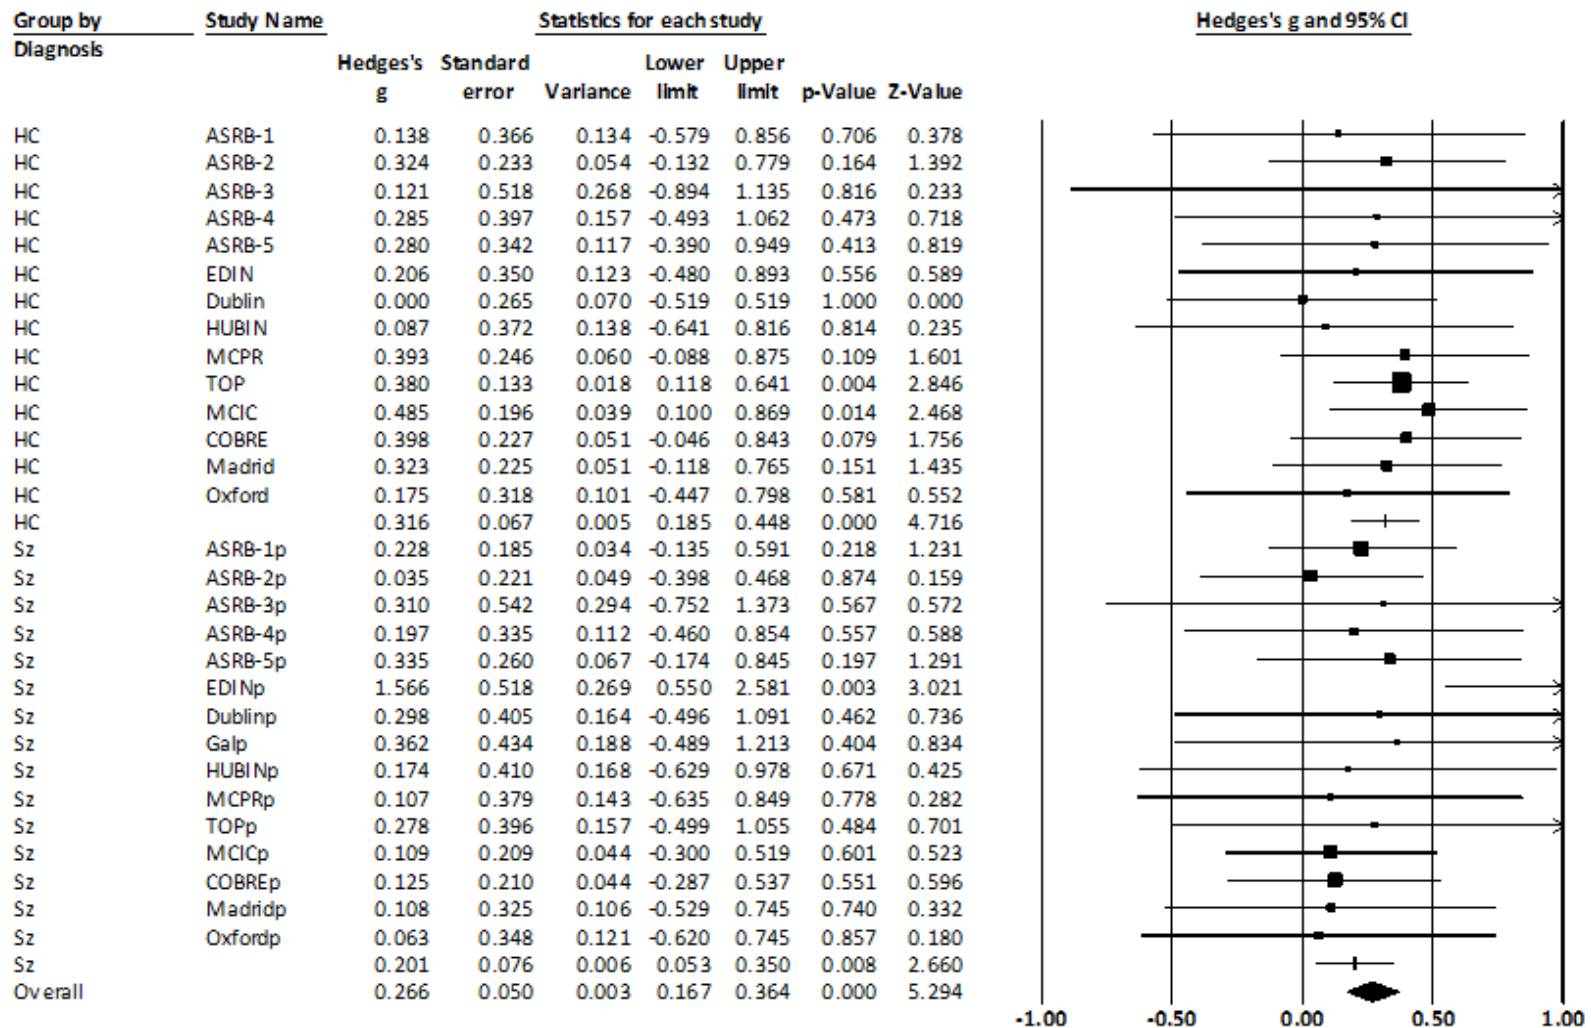 Group by Study Name Statistics for each study Hedges's g and 95% CI
Diagnosis
Hedges's Standard Lower Upper
g error Variance limit limit p-Value Z-Value
HC ASRB-1 0.138 0.366 0.134 -0.579 0.856 0.706 0.378
HC ASRB-2 0.324 0.233 0.054 -0.132 0.779 0.164 1.392
HC ASRB-3 0.121 0.518 0.268 -0.894 1.135 0.816 0.233
HC ASRB-4 0.285 0.397 0.157 -0.493 1.062 0.473 0.718
HC ASRB-5 0.280 0.342 0.117 -0.390 0.949 0.413 0.819
HC EDIN 0.206 0.350 0.123 -0.480 0.893 0.556 0.589
HC Dublin 0.000 0.265 0.070 -0.519 0.519 1.000 0.000
HC HUBIN 0.087 0.372 0.138 -0.641 0.816 0.814 0.235
HC MCPR 0.393 0.246 0.060 -0.088 0.875 0.109 1.601
HC TOP 0.380 0.133 0.018 0.118 0.641 0.004 2.846
HC MCIC 0.485 0.196 0.039 0.100 0.869 0.014 2.468
HC COBRE 0.398 0.227 0.051 -0.046 0.843 0.079 1.756
HC Madrid 0.323 0.225 0.051 -0.118 0.765 0.151 1.435
HC Oxford 0.175 0.318 0.101 -0.447 0.798 0.581 0.552
HC 0.316 0.067 0.005 0.185 0.448 0.000 4.716
Sz ASRB-1p 0.228 0.185 0.034 -0.135 0.591 0.218 1.231
Sz ASRB-2p 0.035 0.221 0.049 -0.398 0.468 0.874 0.159
Sz ASRB-3p 0.310 0.542 0.294 -0.752 1.373 0.567 0.572
Sz ASRB-4p 0.197 0.335 0.112 -0.460 0.854 0.557 0.588
Sz ASRB-5p 0.335 0.260 0.067 -0.174 0.845 0.197 1.291
Sz EDINp 1.566 0.518 0.269 0.550 2.581 0.003 3.021
Sz Dublinp 0.298 0.405 0.164 -0.496 1.091 0.462 0.736
Sz Galp 0.362 0.434 0.188 -0.489 1.213 0.404 0.834
Sz HUBINp 0.174 0.410 0.168 -0.629 0.978 0.671 0.425
Sz MCPRp 0.107 0.379 0.143 -0.635 0.849 0.778 0.282
Sz TOPp 0.278 0.396 0.157 -0.499 1.055 0.484 0.701
Sz MCICp 0.109 0.209 0.044 -0.300 0.519 0.601 0.523
Sz COBREp 0.125 0.210 0.044 -0.287 0.537 0.551 0.596
Sz Madridp 0.108 0.325 0.106 -0.529 0.745 0.740 0.332
Sz Oxfordp 0.063 0.348 0.121 -0.620 0.745 0.857 0.180
Sz 0.201 0.076 0.006 0.053 0.350 0.008 2.660
Overall 0.266 0.050 0.003 0.167 0.364 0.000 5.294
-1.00 -0.50 0.00 0.50 1.00